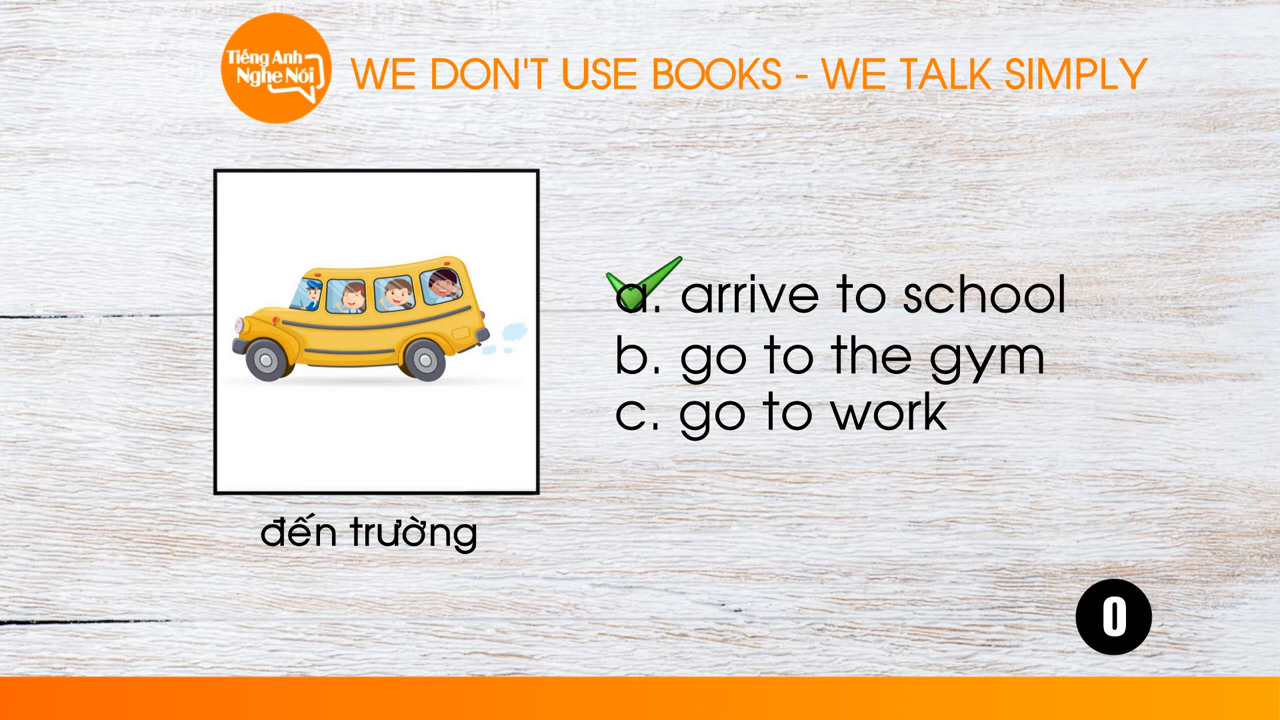 Tiếng Anh
Nghe Nói
WE DON'T USE BOOKS - WE TALK SIMPLY
a. arrive to school
b. go to the gym
c. go to work
đến trường
0